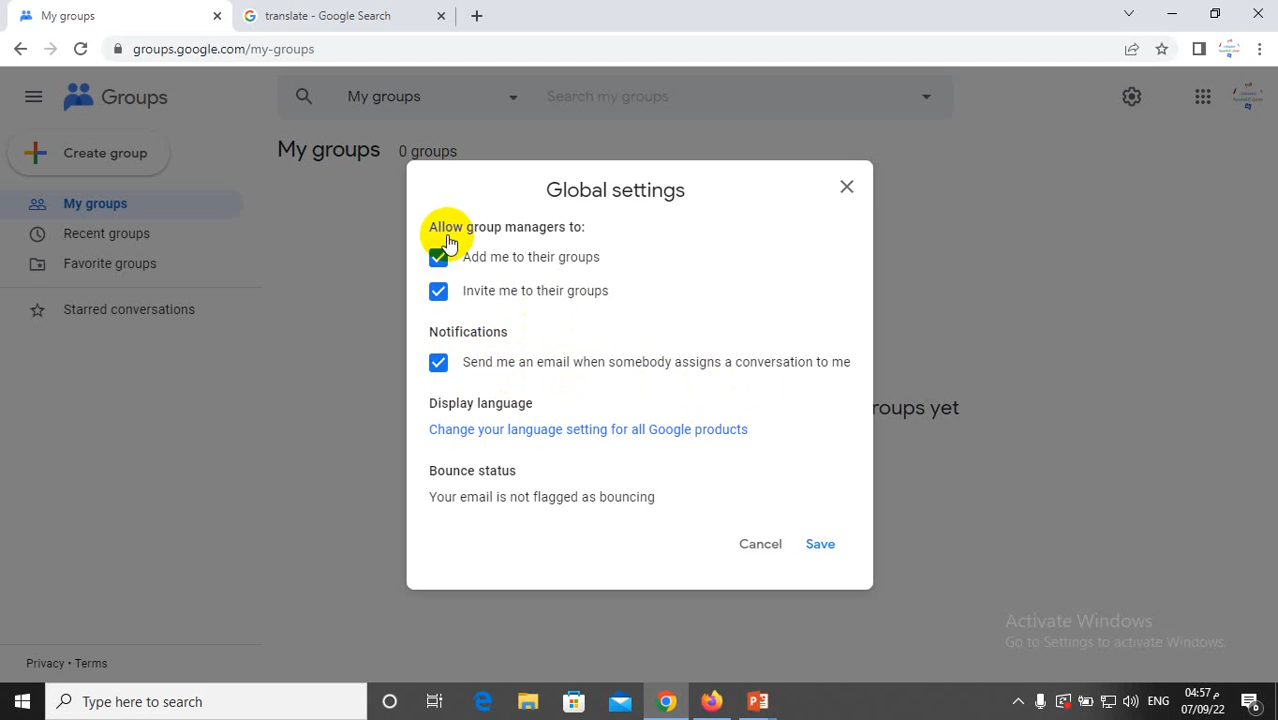 My groups
translate - Google Search
groups.google.com/my-groups
Groups
My groups
Search my groups
Create group
My groups
0 groups
My groups
Recent groups
Favorite groups
Starred conversations
Global settings
Allow group managers to:
Add me to their groups
Invite me to their groups
Notifications
Send me an email when somebody assigns a conversation to me
Display language
Change your language setting for all Google products
Bounce status
Your email is not flagged as bouncing
Cancel
Save
roups yet
Activate Windows
Go to Settings to activate Windows.
Privacy • Terms
Type here to search
ENG
04:57 م
07/09/22